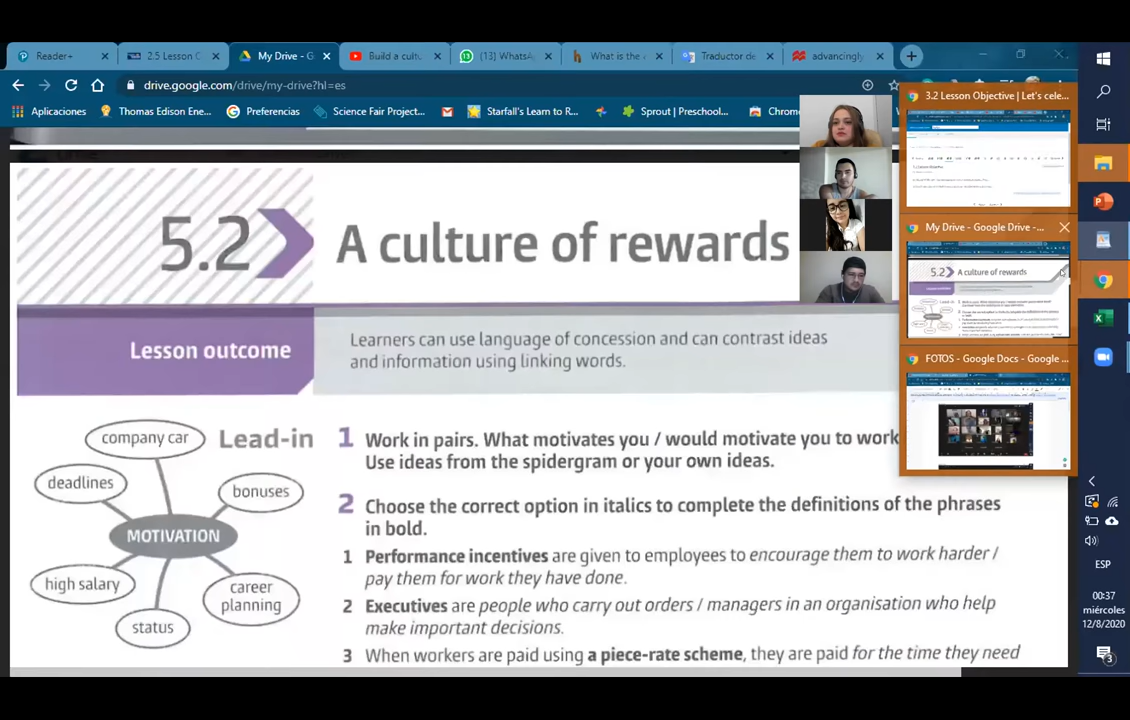 Reader+
2.5 Lesson O
My Drive - G
Build a cult
(13) WhatsA
What is the
Traductor de
advancingly
drive.google.com/drive/my-drive?hl=es
Aplicaciones
Thomas Edison Ene...
Preferencias
Science Fair Project...
Starfall's Learn to R...
Sprout | Preschool...
Chrome
5.2
A culture of rewards
Lesson outcome
Learners can use language of concession and can contrast ideas
and information using linking words.
company car
deadlines
bonuses
MOTIVATION
high salary
career
planning
status
Lead-in
1 Work in pairs. What motivates you / would motivate you to work
Use ideas from the spidergram or your own ideas.
2 Choose the correct option in italics to complete the definitions of the phrases
in bold.
1 Performance incentives are given to employees to encourage them to work harder /
pay them for work they have done.
2 Executives are people who carry out orders / managers in an organisation who help
make important decisions.
3 When workers are paid using a piece-rate scheme, they are paid for the time they need
3.2 Lesson Objective | Let's cele...
My Drive - Google Drive -...
5.2 A culture of rewards
FOTOS - Google Docs - Google ...
ESP
00:37
miércoles
12/8/2020
3